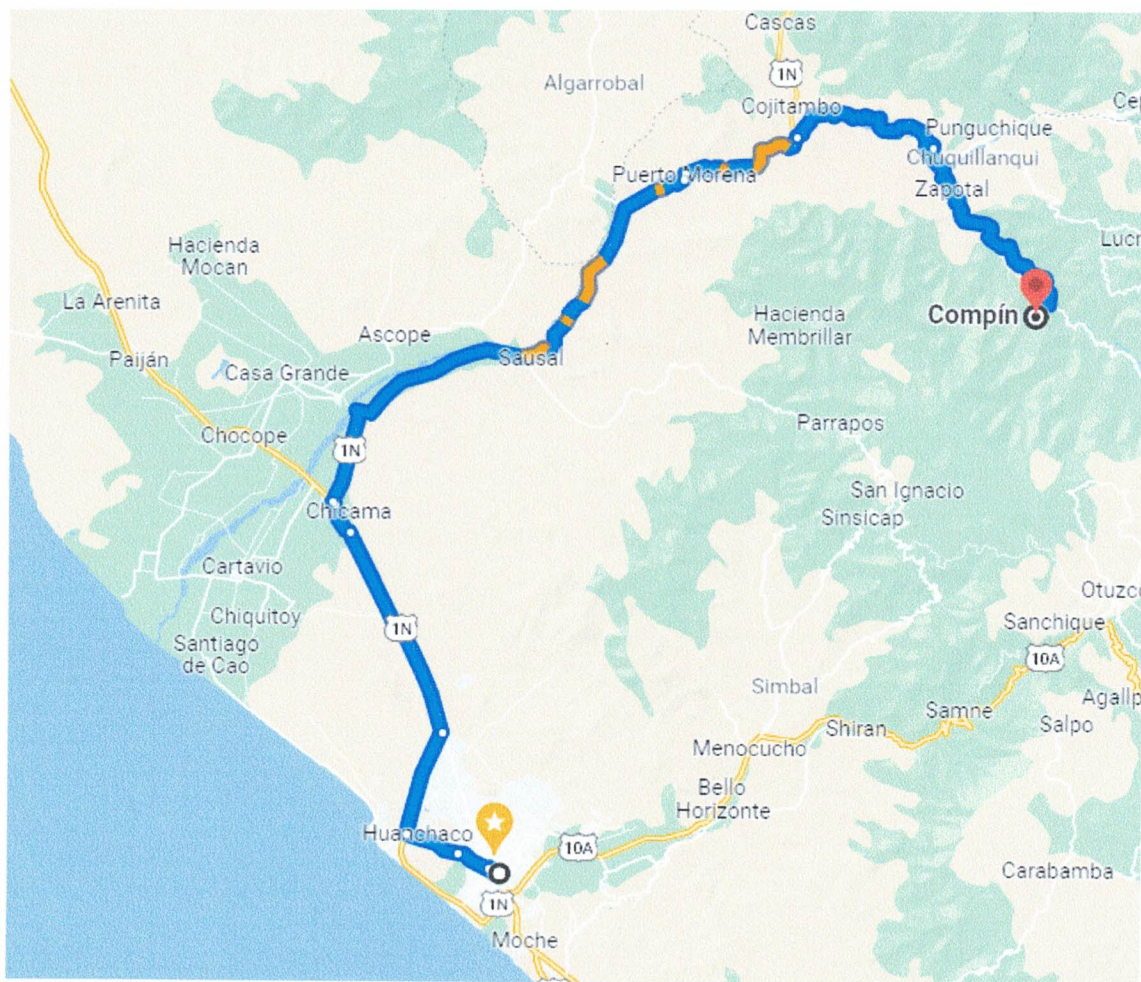 Cascas
1N
Algarrobal
Cojitambo
Punguchique
Chuquillanqui
Puerto Morena
Zapotal
Hacienda
Mocan
Lucr
La Arenita
Hacienda
Membrillar
Compín
Ascope
Sausal
Paiján
Casa Grande
Chocope
1N
Parrapos
Chicama
San Ignacio
Sinsicap
Cartavio
Chiquitoy
1N
Santiago
de Cao
Otuzco
Sanchique
10A
Simbal
Agallp
Samne
Salpo
Shiran
Menocucho
Bello
Horizonte
Huanchaco
10A
Carabamba
1N
Moche